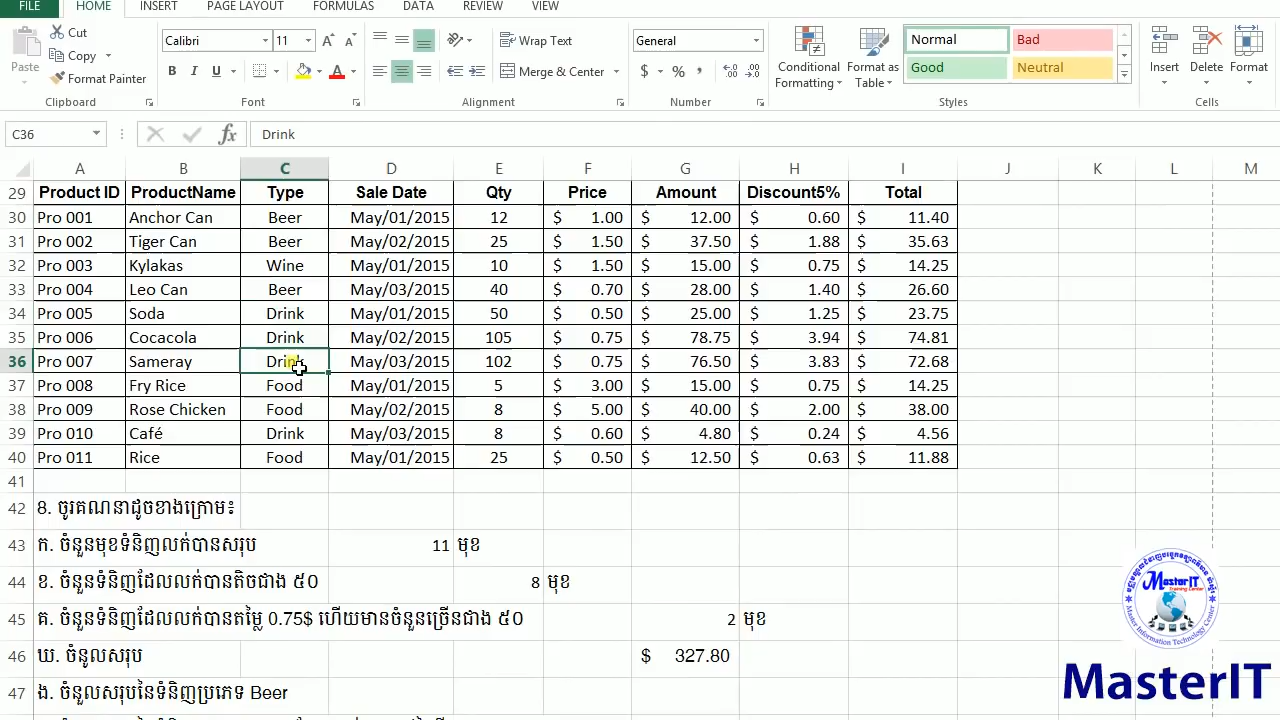 FILE HOME INSERT PAGE LAYOUT FORMULAS DATA REVIEW VIEW
Paste Cut Copy Format Painter Clipboard
Calibri 11 B I U A Font
Wrap Text Merge & Center Alignment
General $ % , Number
Conditional Formatting Format as Table Normal Bad Good Neutral Styles
Insert Delete Format Cells
C36 fx Drink
A B C D E F G H I J K L M
29 Product ID ProductName Type Sale Date Qty Price Amount Discount5% Total
30 Pro 001 Anchor Can Beer May/01/2015 12 $ 1.00 $ 12.00 $ 0.60 $ 11.40
31 Pro 002 Tiger Can Beer May/02/2015 25 $ 1.50 $ 37.50 $ 1.88 $ 35.63
32 Pro 003 Kylakas Wine May/01/2015 10 $ 1.50 $ 15.00 $ 0.75 $ 14.25
33 Pro 004 Leo Can Beer May/03/2015 40 $ 0.70 $ 28.00 $ 1.40 $ 26.60
34 Pro 005 Soda Drink May/01/2015 50 $ 0.50 $ 25.00 $ 1.25 $ 23.75
35 Pro 006 Cocacola Drink May/02/2015 105 $ 0.75 $ 78.75 $ 3.94 $ 74.81
36 Pro 007 Sameray Drink May/03/2015 102 $ 0.75 $ 76.50 $ 3.83 $ 72.68
37 Pro 008 Fry Rice Food May/01/2015 5 $ 3.00 $ 15.00 $ 0.75 $ 14.25
38 Pro 009 Rose Chicken Food May/02/2015 8 $ 5.00 $ 40.00 $ 2.00 $ 38.00
39 Pro 010 Café Drink May/03/2015 8 $ 0.60 $ 4.80 $ 0.24 $ 4.56
40 Pro 011 Rice Food May/01/2015 25 $ 0.50 $ 12.50 $ 0.63 $ 11.88
41
42 8. ចូរគណនាដូចខាងក្រោម៖
43 ក. ចំនួនមុខទំនិញលក់បានសរុប 11 មុខ
44 ខ. ចំនួនទំនិញដែលលក់បានតិចជាង ៥០ 8 មុខ
45 គ. ចំនួនទំនិញដែលលក់បានតម្លៃ 0.75$ ហើយមានចំនួនច្រើនជាង ៥០ 2 មុខ
46 ឃ. ចំនូលសរុប $ 327.80
47 ង. ចំនួលសរុបនៃទំនិញប្រភេទ Beer
MasterIT
Training Center
Master Information Technology Center
MasterIT